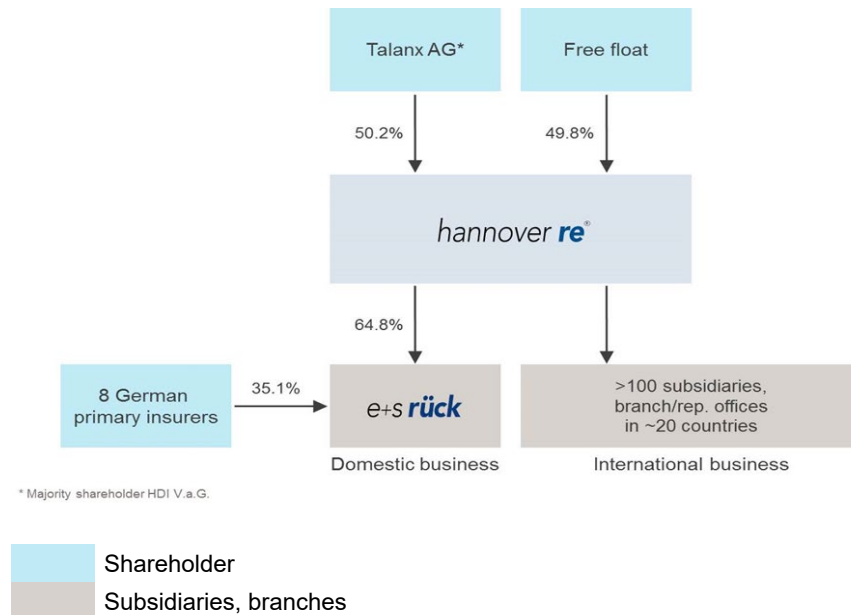 Talanx AG*
Free float
50.2%
49.8%
hannover re®
64.8%
8 German
primary insurers
35.1%
e+s rück
>100 subsidiaries,
branch/rep. offices
in ~20 countries
Domestic business
International business
* Majority shareholder HDI V.a.G.
Shareholder
Subsidiaries, branches